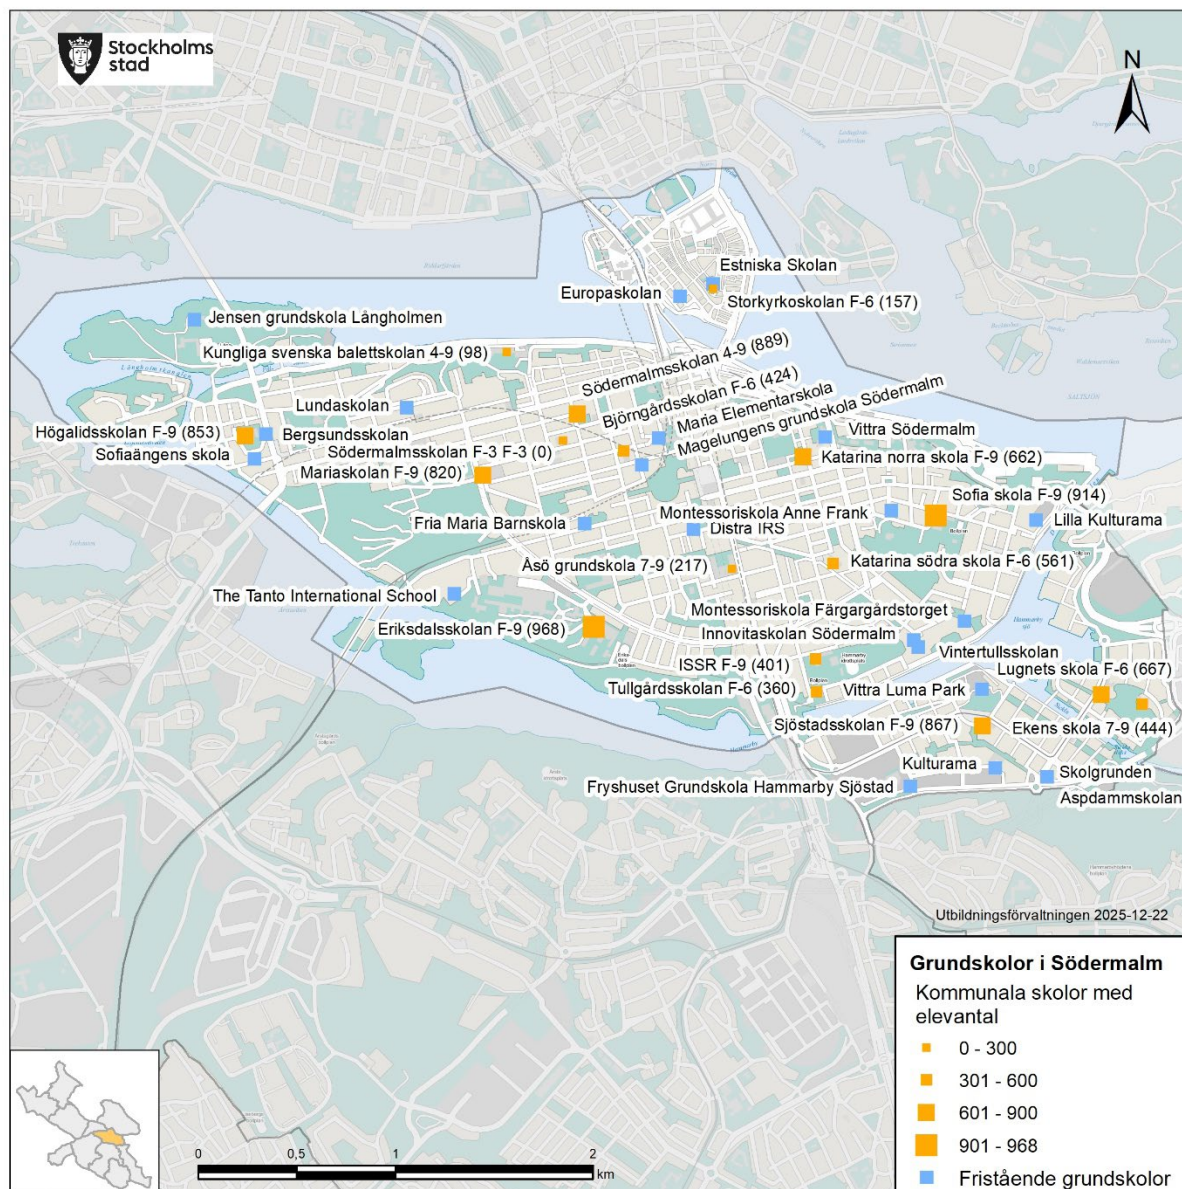 Stockholms
stad
N
Estniska Skolan
Europaskolan
Storkyrkoskolan F-6 (157)
Jensen grundskola Långholmen
Kungliga svenska balettskolan 4-9 (98)
Södermalmsskolan 4-9 (889)
Björngårdsskolan F-6 (424)
Maria Elementarskola
Magelungens grundskola Södermalm
Lundaskolan
Högalidsskolan F-9 (853)
Bergsundsskolan
Sofiaängens skola
Södermalmsskolan F-3 F-3 (0)
Mariaskolan F-9 (820)
Vittra Södermalm
Katarina norra skola F-9 (662)
Sofia skola F-9 (914)
Montessoriskola Anne Frank
Lilla Kulturama
Fria Maria Barnskola
Distra IRS
Åsö grundskola 7-9 (217)
Katarina södra skola F-6 (561)
The Tanto International School
Eriksdalsskolan F-9 (968)
Montessoriskola Färgargårdstorget
Innovitaskolan Södermalm
Vintertullsskolan
ISSR F-9 (401)
Lugnets skola F-6 (667)
Tullgårdsskolan F-6 (360)
Vittra Luma Park
Sjöstadsskolan F-9 (867)
Ekens skola 7-9 (444)
Kulturama
Skolgrunden
Fryshuset Grundskola Hammarby Sjöstad
Aspdammskolan
Utbildningsförvaltningen 2025-12-22
Grundskolor i Södermalm
Kommunala skolor med
elevantal
0 - 300
301 - 600
601 - 900
901 - 968
Fristående grundskolor
0 0,5 1 2
km